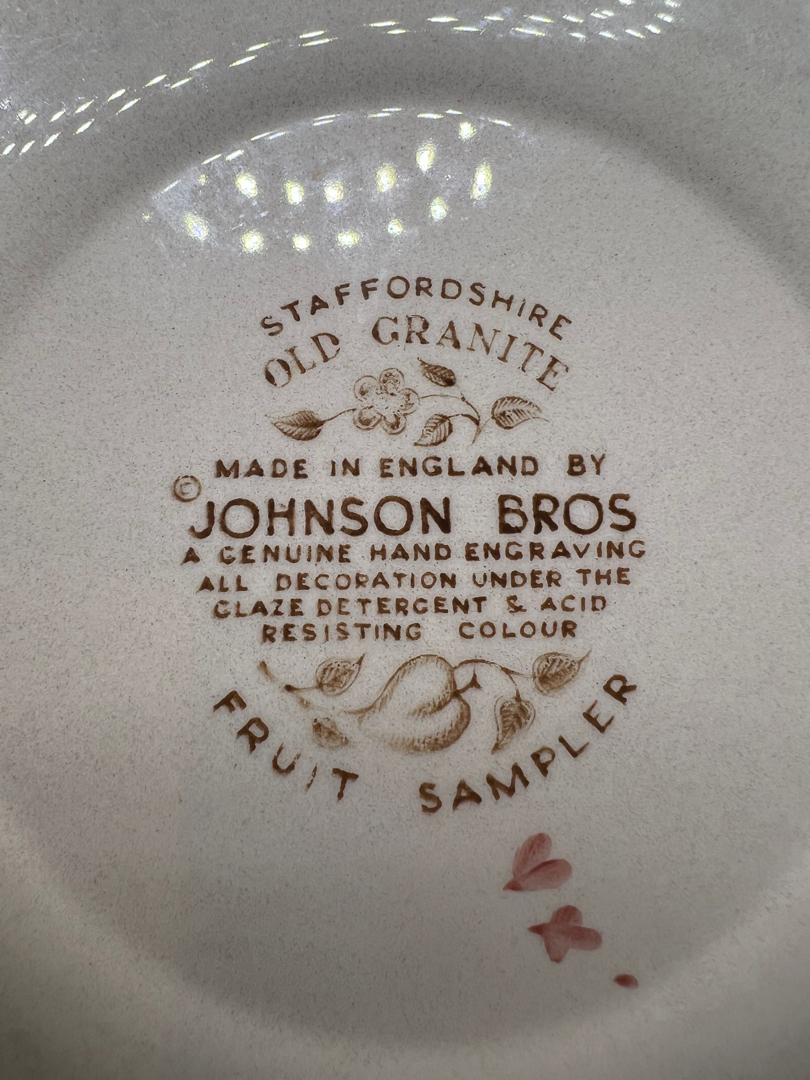 STAFFORDSHIRE
OLD GRANITE
MADE IN ENGLAND BY
©
JOHNSON BROS
A GENUINE HAND ENGRAVING
ALL DECORATION UNDER THE
GLAZE DETERGENT & ACID
RESISTING COLOUR
FRUIT SAMPLER